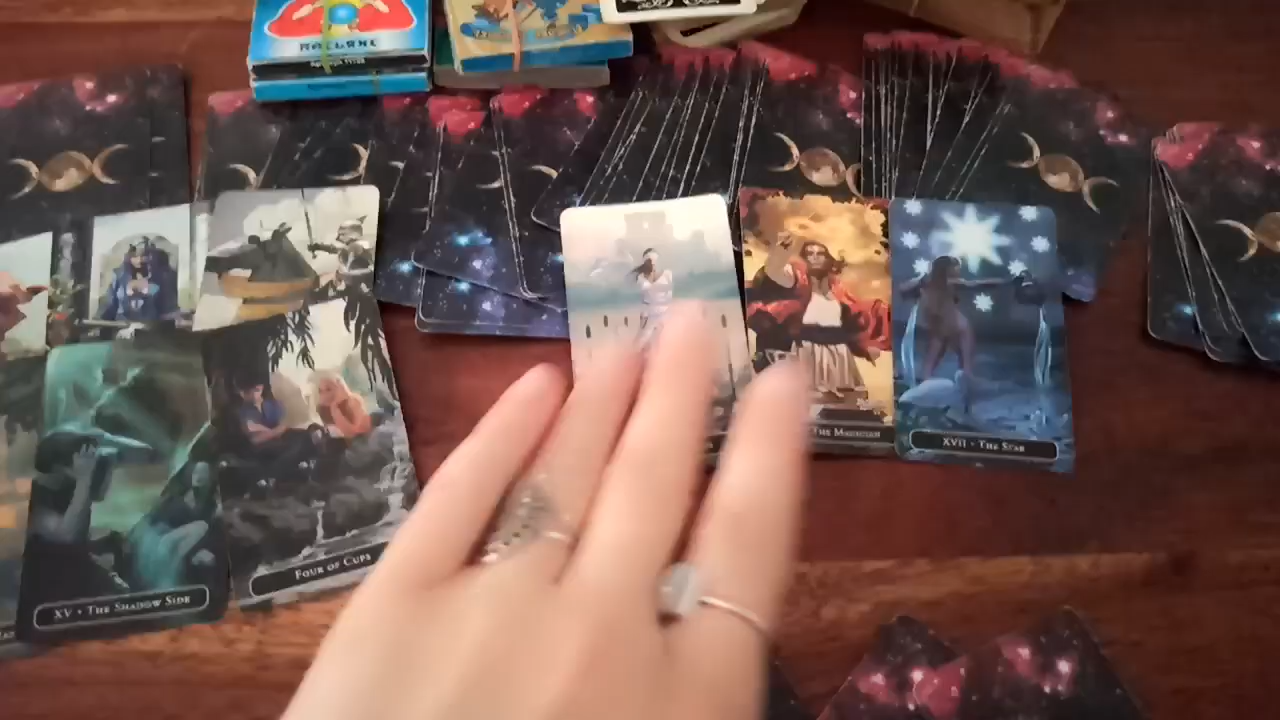 THE MAGICIAN
XVII • THE STAR
FOUR OF CUPS
XV • THE SHADOW SIDE